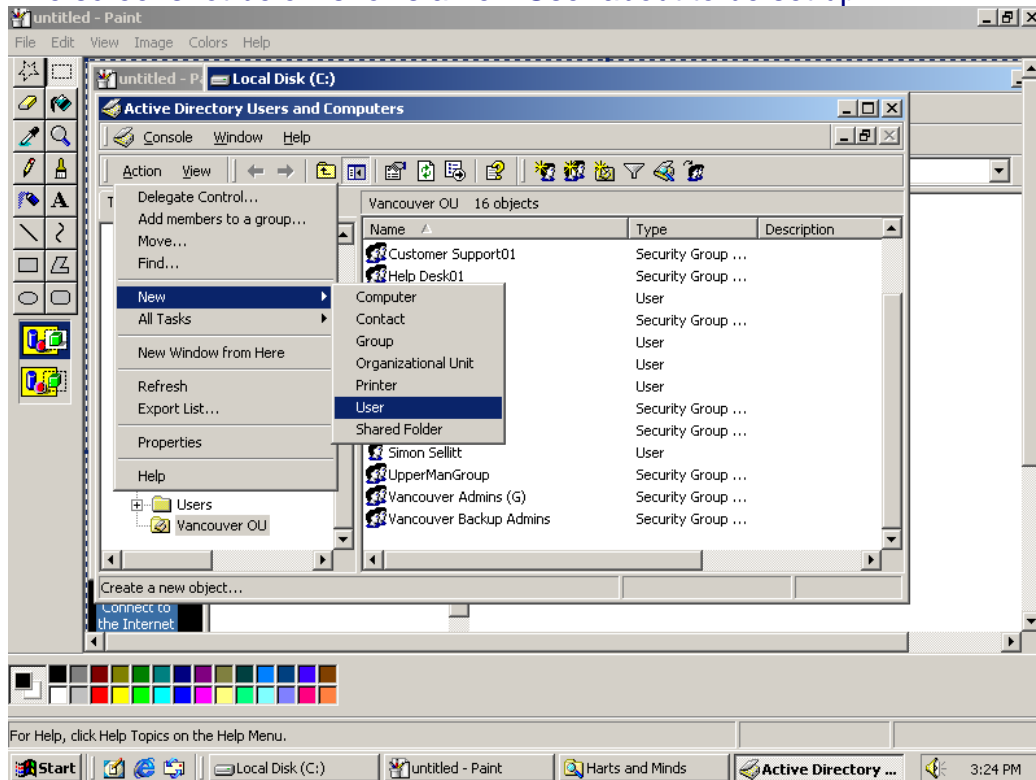 untitled - Paint
File Edit View Image Colors Help
untitled - P
Local Disk (C:)
Active Directory Users and Computers
Console Window Help
Action View
Vancouver OU 16 objects
Name Type Description
Customer Support01 Security Group ...
Help Desk01 Security Group ...
User
Security Group ...
User
User
User
Security Group ...
Security Group ...
Simon Sellitt User
UpperManGroup Security Group ...
Vancouver Admins (G) Security Group ...
Vancouver Backup Admins Security Group ...
Delegate Control...
Add members to a group...
Move...
Find...
New
All Tasks
New Window from Here
Refresh
Export List...
Properties
Help
Computer
Contact
Group
Organizational Unit
Printer
User
Shared Folder
Users
Vancouver OU
Create a new object...
Connect to
the Internet
For Help, click Help Topics on the Help Menu.
Start Local Disk (C:) untitled - Paint Harts and Minds Active Directory ... 3:24 PM